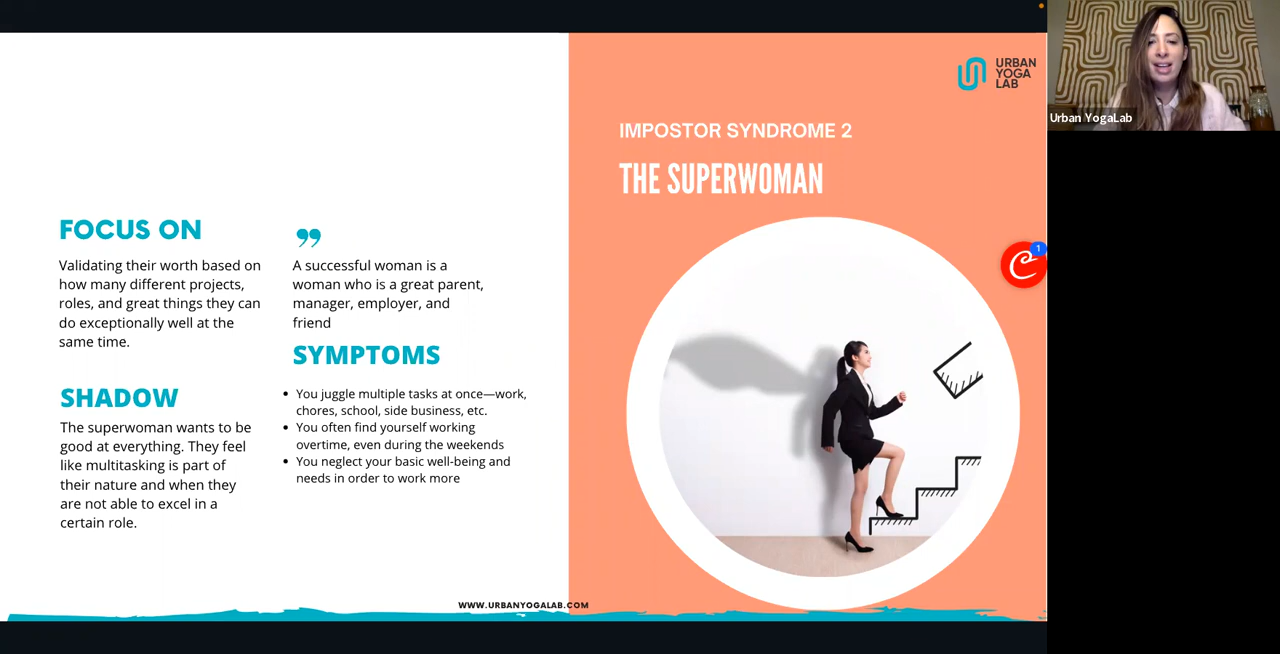 URBAN
YOGA
LAB
Urban YogaLab
IMPOSTOR SYNDROME 2
THE SUPERWOMAN
1
FOCUS ON
Validating their worth based on
how many different projects,
roles, and great things they can
do exceptionally well at the
same time.
SHADOW
The superwoman wants to be
good at everything. They feel
like multitasking is part of
their nature and when they
are not able to excel in a
certain role.
”
A successful woman is a
woman who is a great parent,
manager, employer, and
friend
SYMPTOMS
• You juggle multiple tasks at once—work,
chores, school, side business, etc.
• You often find yourself working
overtime, even during the weekends
• You neglect your basic well-being and
needs in order to work more
WWW.URBANYOGALAB.COM